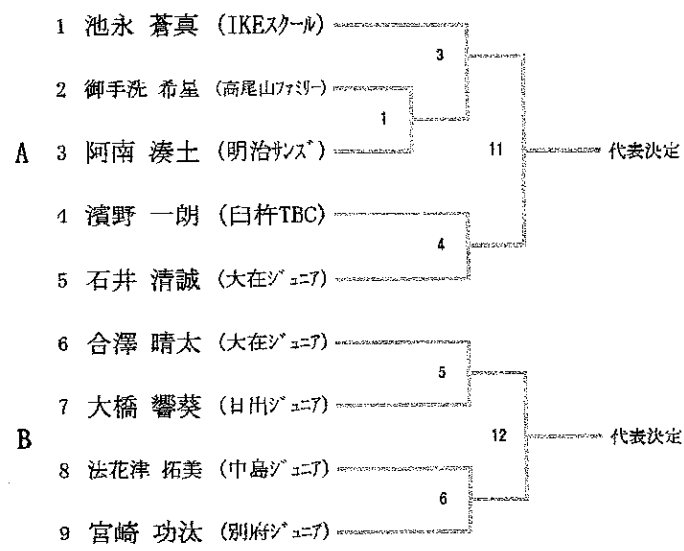 1 池永 蒼真 (IKEスクール)
3
2 御手洗 希星 (高尾山ファミリー)
1
A 3 阿南 湊士 (明治サンズ) 11 代表決定
4 濱野 一朗 (臼杵TBC)
4
5 石井 清誠 (大在ジュニア)
6 合澤 晴太 (大在ジュニア)
5
7 大橋 響葵 (日出ジュニア)
B 12 代表決定
8 法花津 拓美 (中島ジュニア)
6
9 宮崎 功汰 (別府ジュニア)